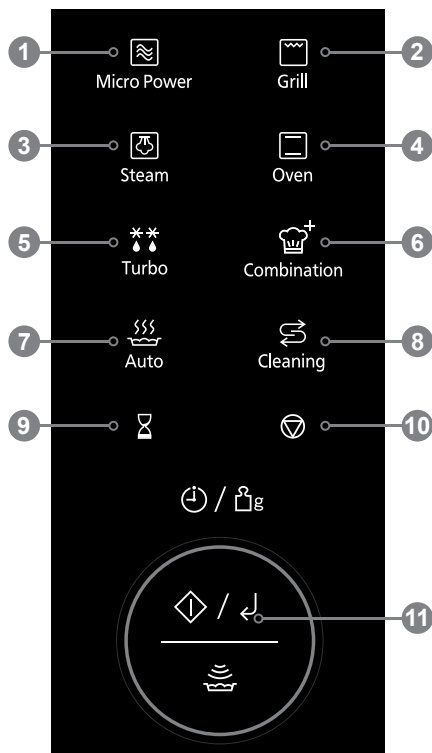 1 2
Micro Power Grill
3 4
Steam Oven
5 6
Turbo Combination
7 8
Auto Cleaning
9 10
/ g
/
11